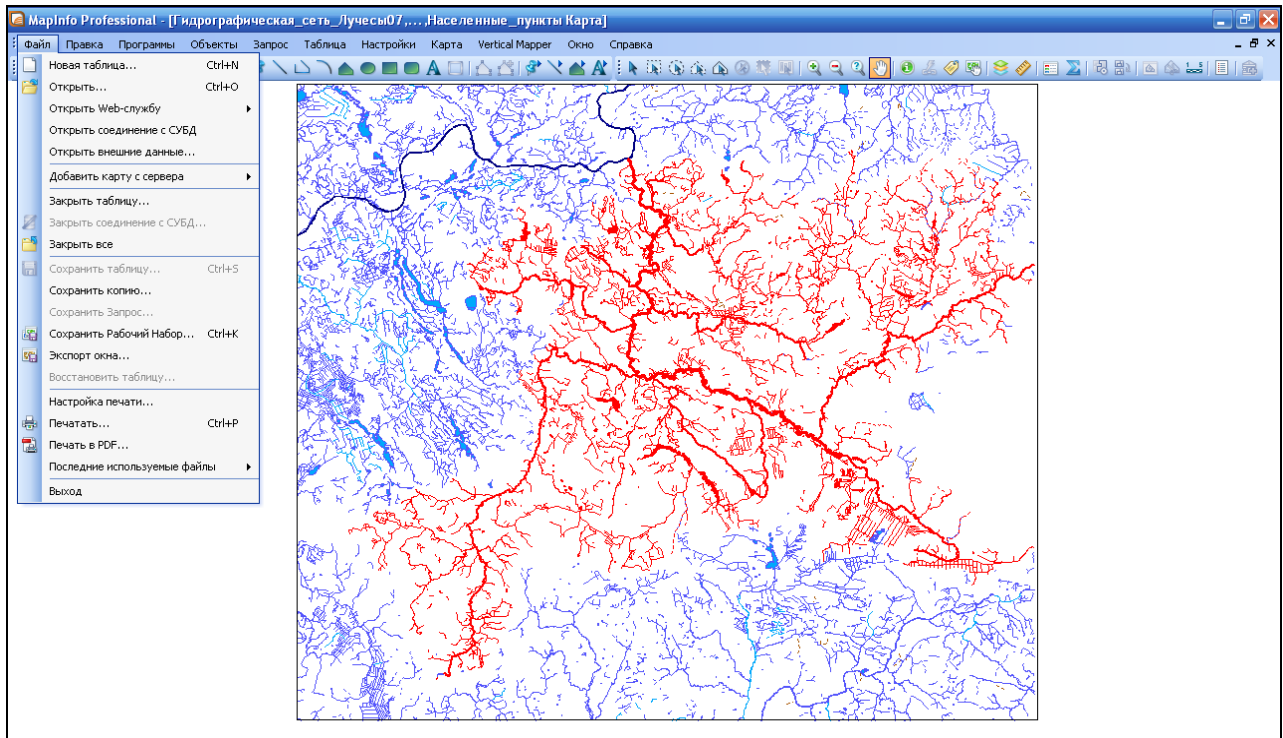 MapInfo Professional - [Гидрографическая_сеть_Лучесы07,...,Населенные_пункты Карта]
Файл Правка Программы Объекты Запрос Таблица Настройки Карта Vertical Mapper Окно Справка
Новая таблица... Ctrl+N
Открыть... Ctrl+O
Открыть Web-службу
Открыть соединение с СУБД
Открыть внешние данные...
Добавить карту с сервера
Закрыть таблицу...
Закрыть соединение с СУБД...
Закрыть все
Сохранить таблицу... Ctrl+S
Сохранить копию...
Сохранить Запрос...
Сохранить Рабочий Набор... Ctrl+K
Экспорт окна...
Восстановить таблицу...
Настройка печати...
Печатать... Ctrl+P
Печать в PDF...
Последние используемые файлы
Выход